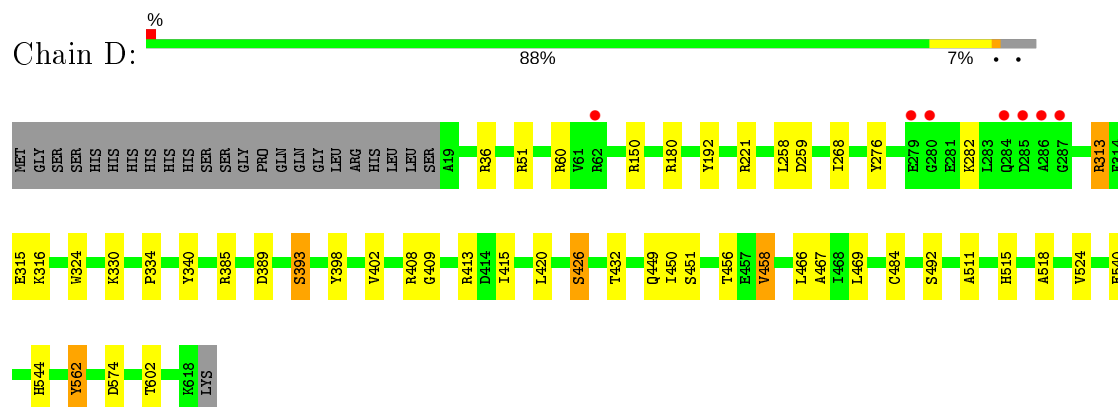 %
Chain D:
88% 7% • •
MET GLY SER SER HIS HIS HIS HIS HIS HIS SER SER GLY PRO GLN GLN GLY LEU ARG HIS LEU LEU SER A19 R36 R51 R60 V61 R62 R150 R180 Y192 R221 L258 D259 I268 Y276 E279 G280 E281 K282 L283 Q284 D285 A286 G287 R313
E315 K316 W324 K330 P334 Y340 R385 D389 S393 Y398 V402 R408 G409 R413 D414 I415 L420 S426 T432 Q449 I450 S451 T456 E457 V458 L466 A467 I468 L469 C484 S492 A511 H515 A518 V524
H544 Y562 D574 T602 K618 LYS